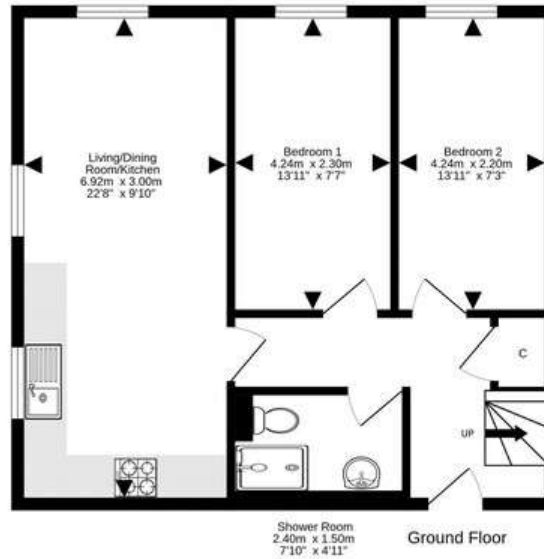 Living/Dining
Room/Kitchen
6.92m x 3.00m
22'8" x 9'10"
Bedroom 1
4.24m x 2.30m
13'11" x 7'7"
Bedroom 2
4.24m x 2.20m
13'11" x 7'3"
C
UP
Shower Room
2.40m x 1.50m
7'10" x 4'11"
Ground Floor